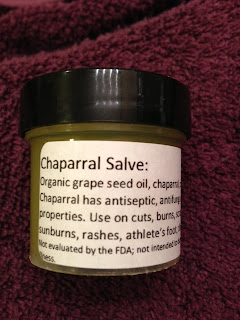 Chaparral Salve:
Organic grape seed oil, chaparral,
Chaparral has antiseptic, antifung
properties. Use on cuts, burns,
sunburns, rashes, athlete's foot,
Not evaluated by the FDA; not intended to